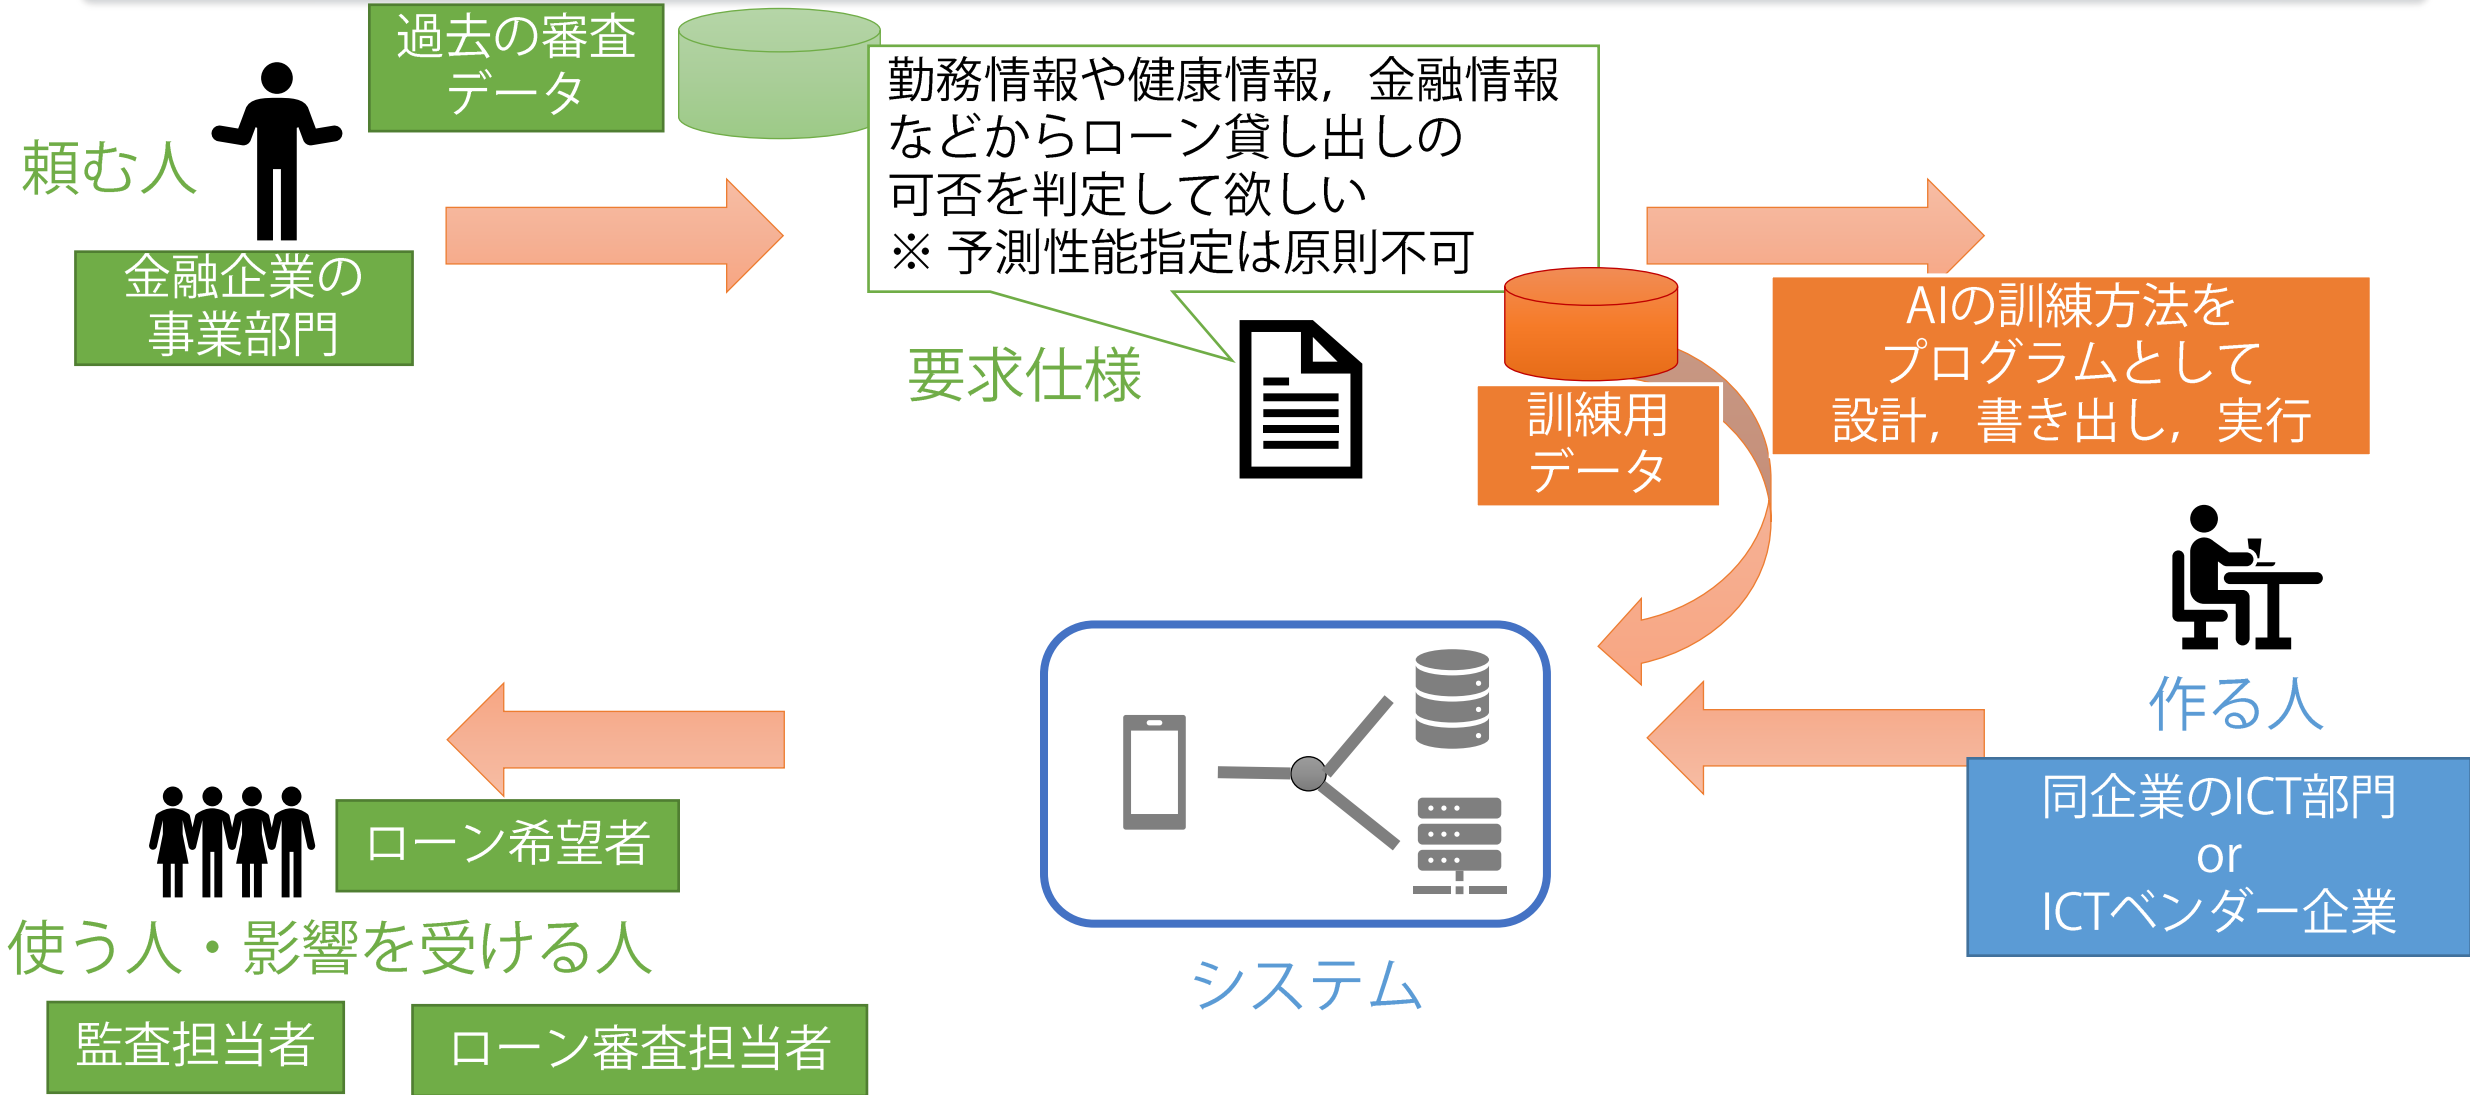 過去の審査
データ
頼む人
金融企業の
事業部門
勤務情報や健康情報，金融情報
などからローン貸し出しの
可否を判定して欲しい
※ 予測性能指定は原則不可
要求仕様
訓練用
データ
AIの訓練方法を
プログラムとして
設計，書き出し，実行
作る人
同企業のICT部門
or
ICTベンダー企業
システム
ローン希望者
使う人・影響を受ける人
監査担当者
ローン審査担当者